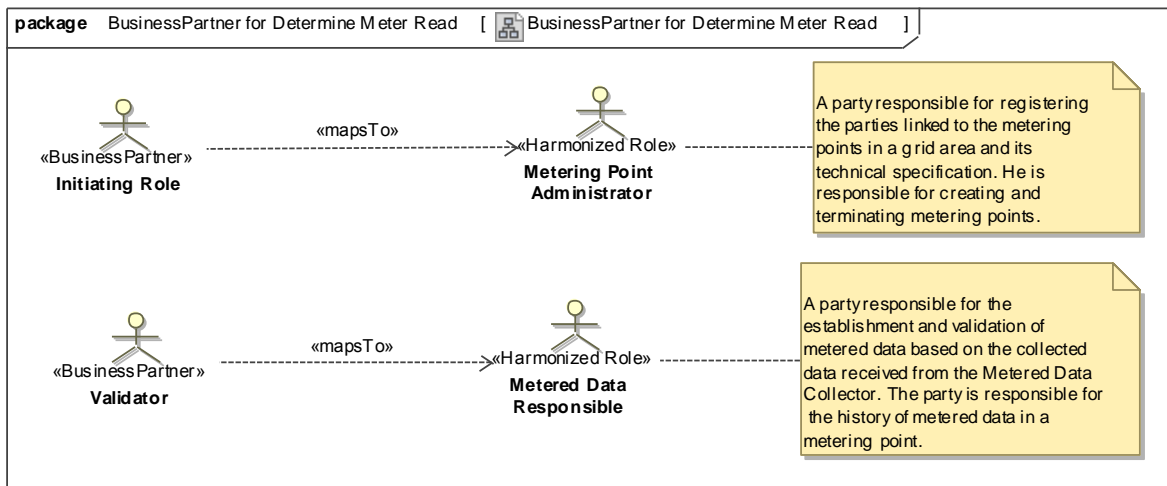 package BusinessPartner for Determine Meter Read [ BusinessPartner for Determine Meter Read ]
«mapsTo»
«BusinessPartner»
Initiating Role
«Harmonized Role»
Metering Point
Administrator
A party responsible for registering
the parties linked to the metering
points in a grid area and its
technical specification. He is
responsible for creating and
terminating metering points.
«mapsTo»
«BusinessPartner»
Validator
«Harmonized Role»
Metered Data
Responsible
A party responsible for the
establishment and validation of
metered data based on the collected
data received from the Metered Data
Collector. The party is responsible for
the history of metered data in a
metering point.